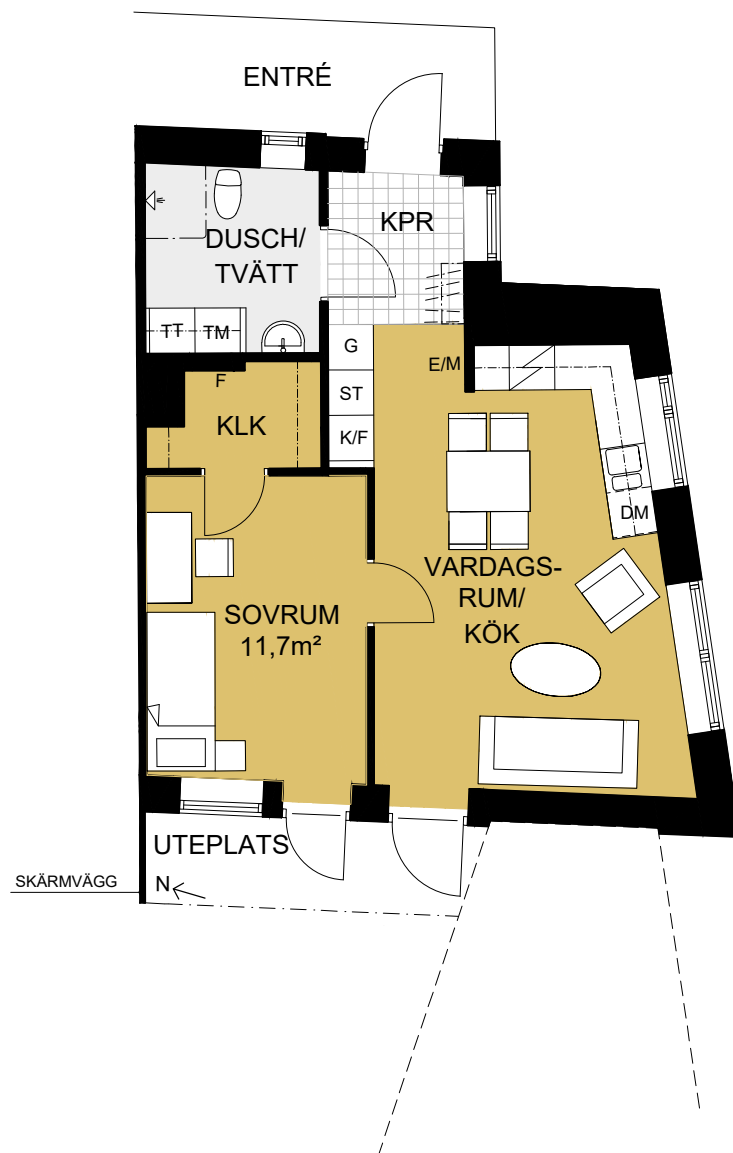 ENTRÉ
KPR
DUSCH/
TVÄTT
TT
TM
G
ST
K/F
E/M
F
KLK
DM
VARDAGS-
RUM/
KÖK
SOVRUM
11,7m²
UTEPLATS
SKÄRMVÄGG
N